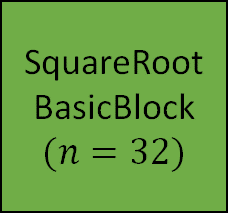 SquareRoot
BasicBlock
(n = 32)